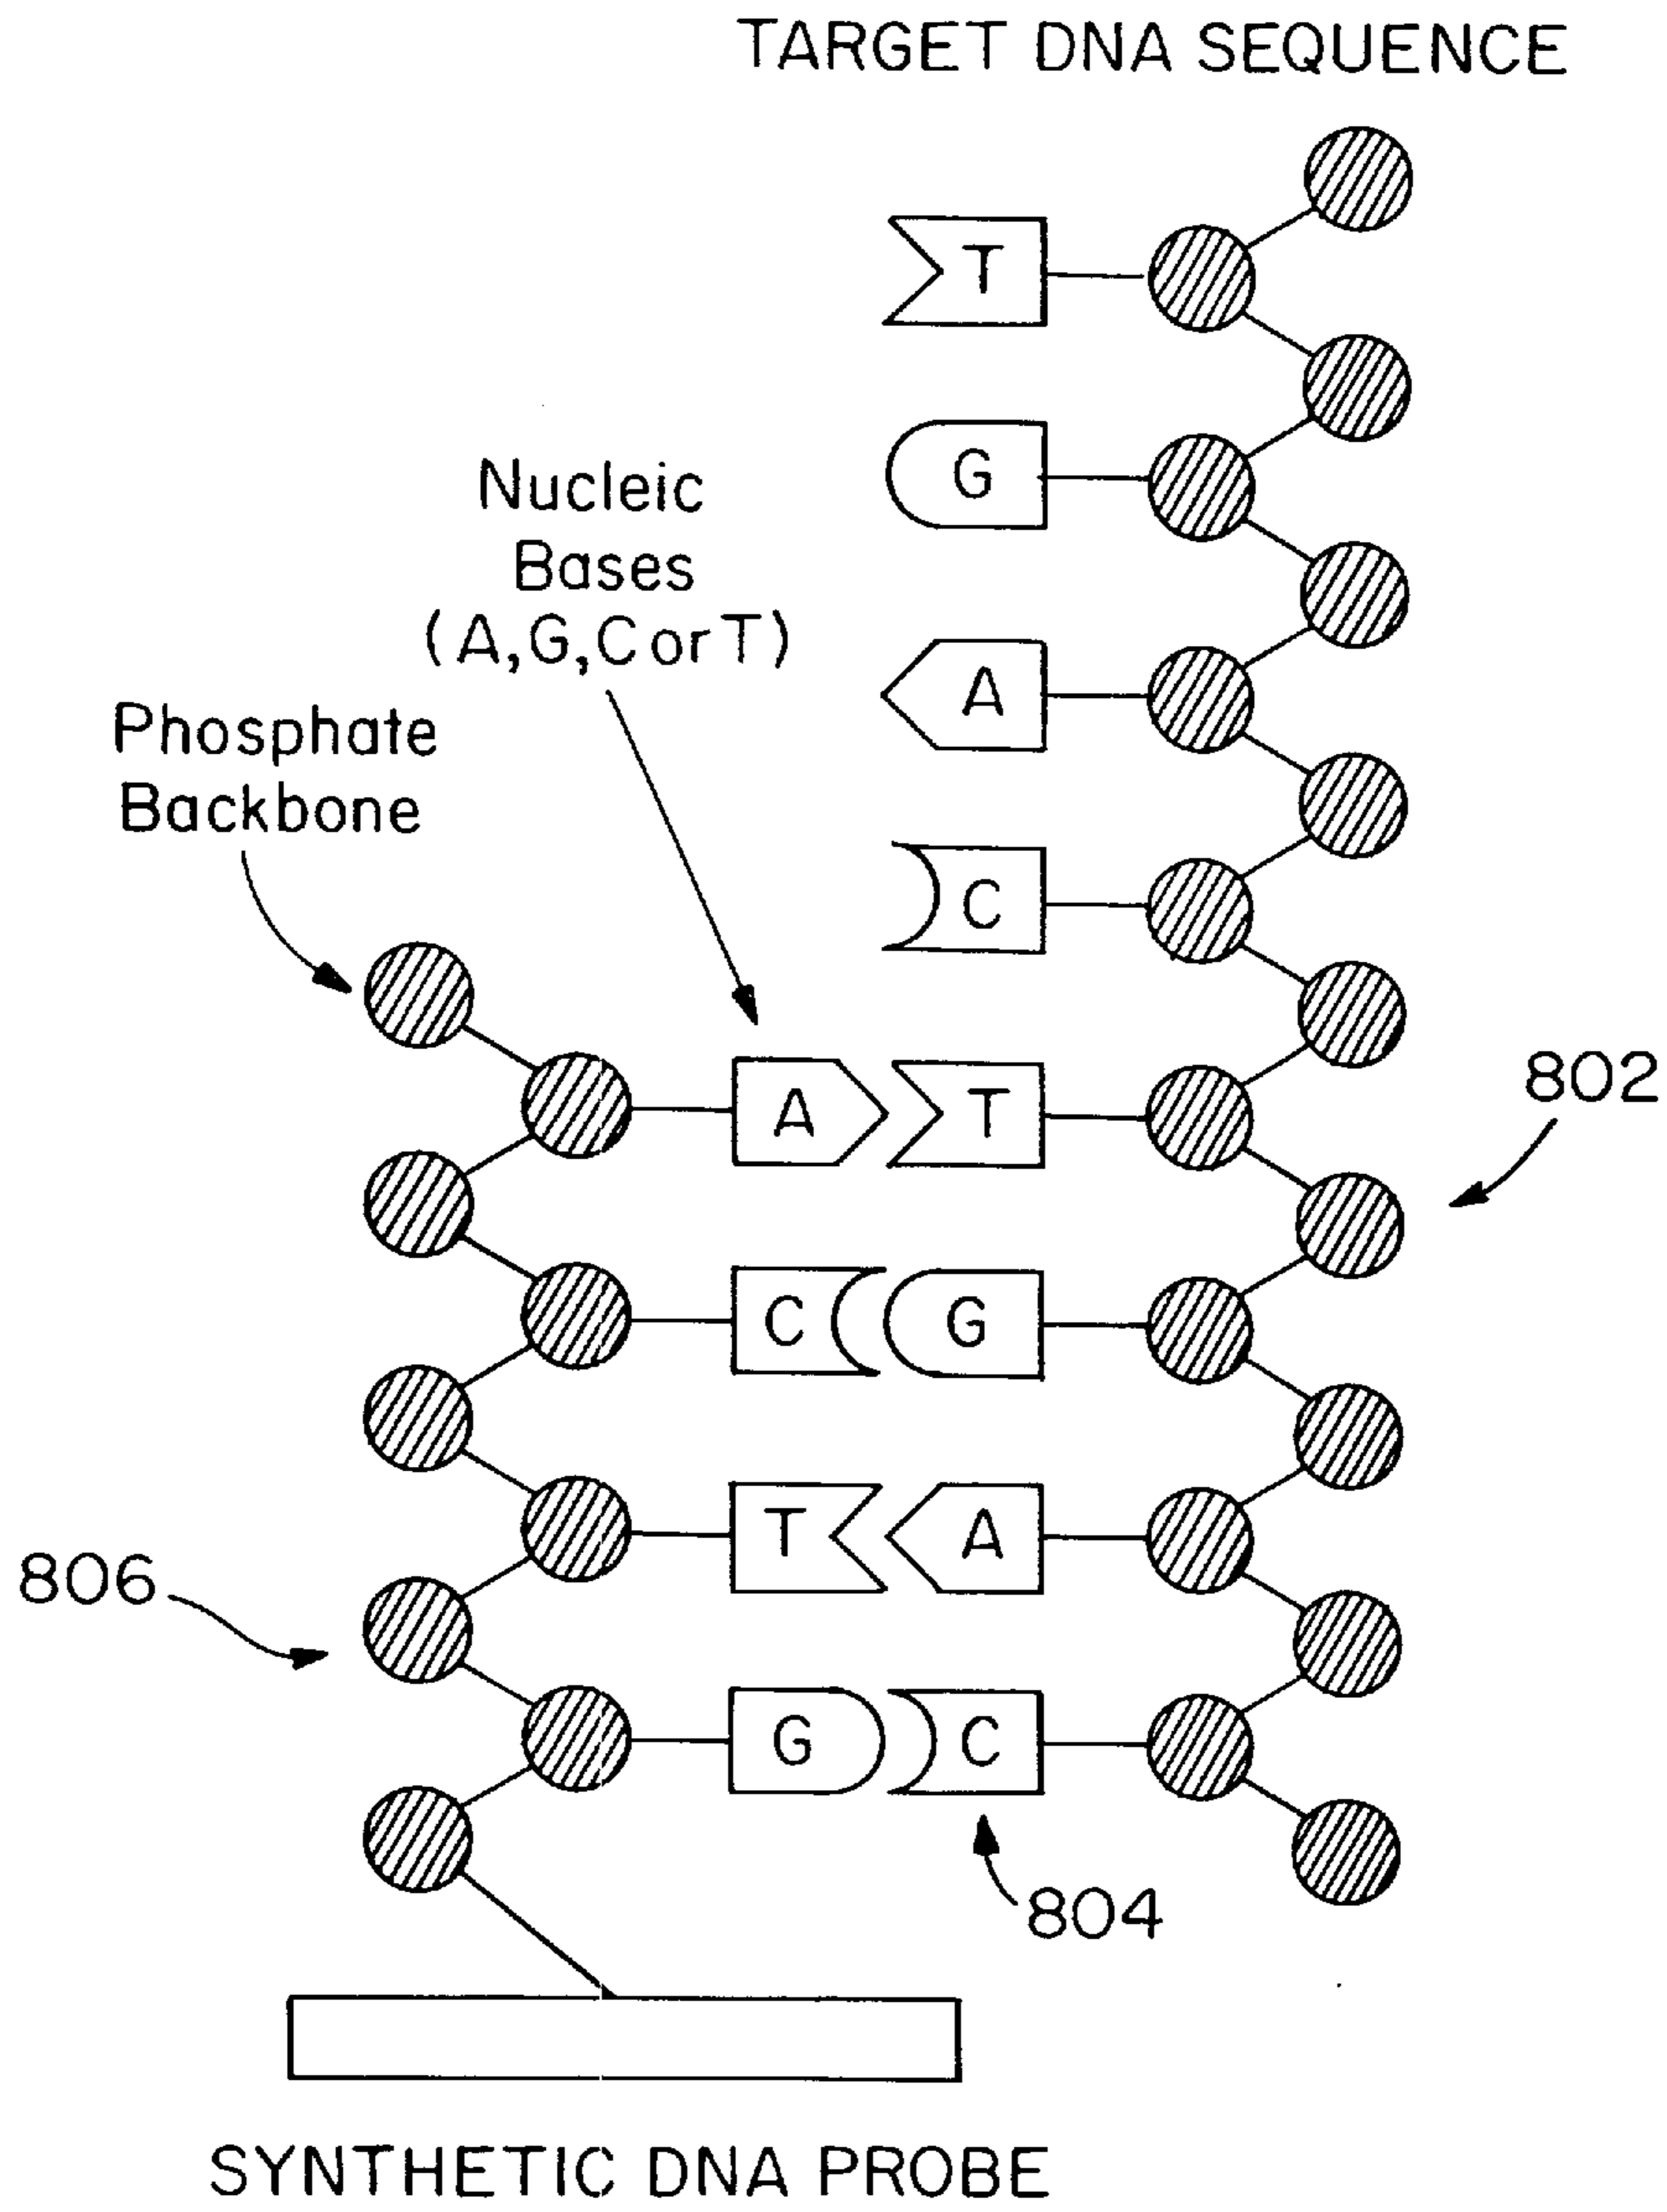 TARGET DNA SEQUENCE
T
G
Nucleic
Bases
(A,G,C or T)
A
Phosphate
Backbone
C
A T
802
C G
T A
806
G C
804
SYNTHETIC DNA PROBE